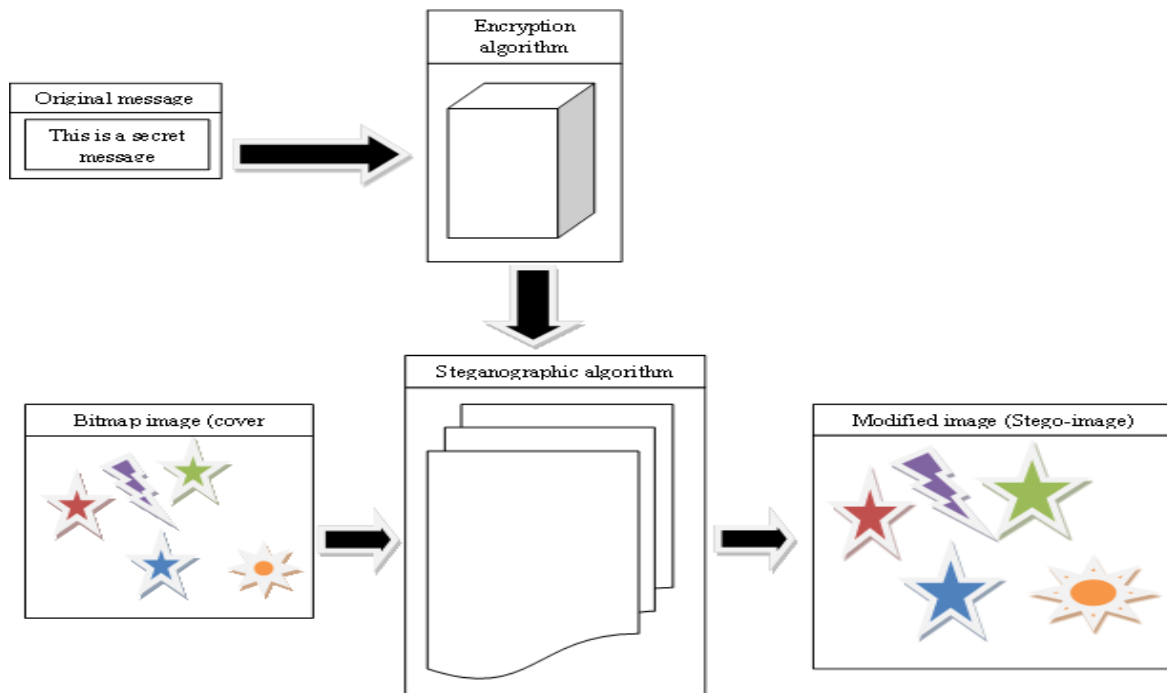 Encryption
algorithm
Original message
This is a secret
message
Steganographic algorithm
Bitmap image (cover
Modified image (Stego-image)